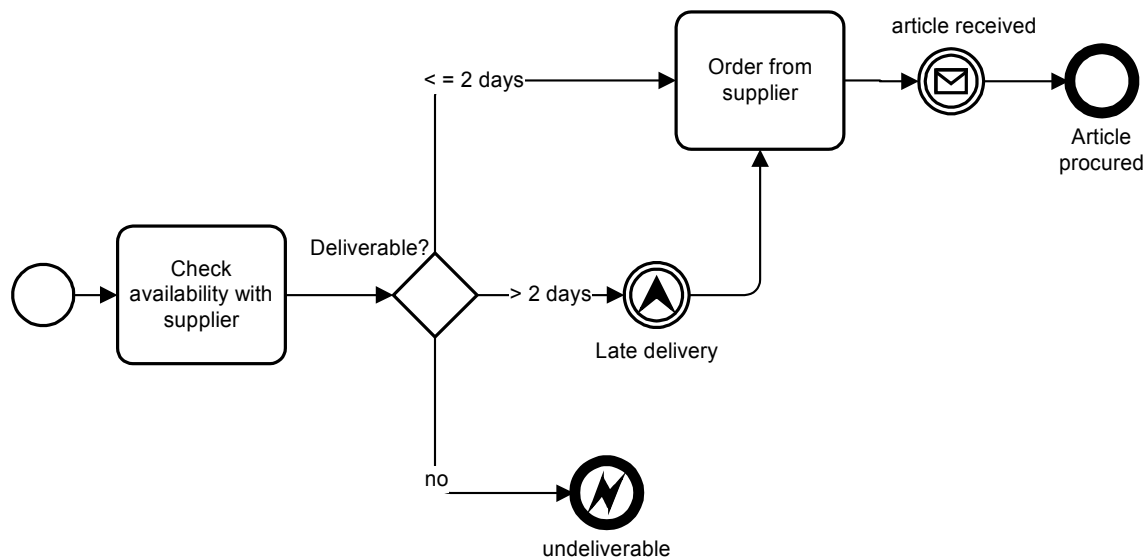 article received
< = 2 days
Order from
supplier
Article
procured
Deliverable?
Check
availability with
supplier
> 2 days
Late delivery
no
undeliverable